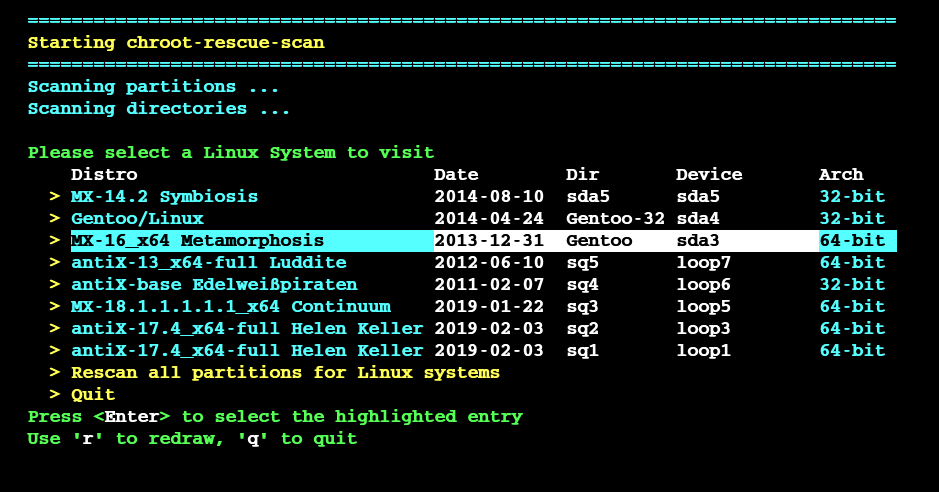 ===============================================================================
Starting chroot-rescue-scan
===============================================================================
Scanning partitions ...
Scanning directories ...
Please select a Linux System to visit
Distro Date Dir Device Arch
> MX-14.2 Symbiosis 2014-08-10 sda5 sda5 32-bit
> Gentoo/Linux 2014-04-24 Gentoo-32 sda4 32-bit
> MX-16_x64 Metamorphosis 2013-12-31 Gentoo sda3 64-bit
> antiX-13_x64-full Luddite 2012-06-10 sq5 loop7 64-bit
> antiX-base Edelweißpiraten 2011-02-07 sq4 loop6 32-bit
> MX-18.1.1.1.1.1_x64 Continuum 2019-01-22 sq3 loop5 64-bit
> antiX-17.4_x64-full Helen Keller 2019-02-03 sq2 loop3 64-bit
> antiX-17.4_x64-full Helen Keller 2019-02-03 sq1 loop1 64-bit
> Rescan all partitions for Linux systems
> Quit
Press <Enter> to select the highlighted entry
Use 'r' to redraw, 'q' to quit